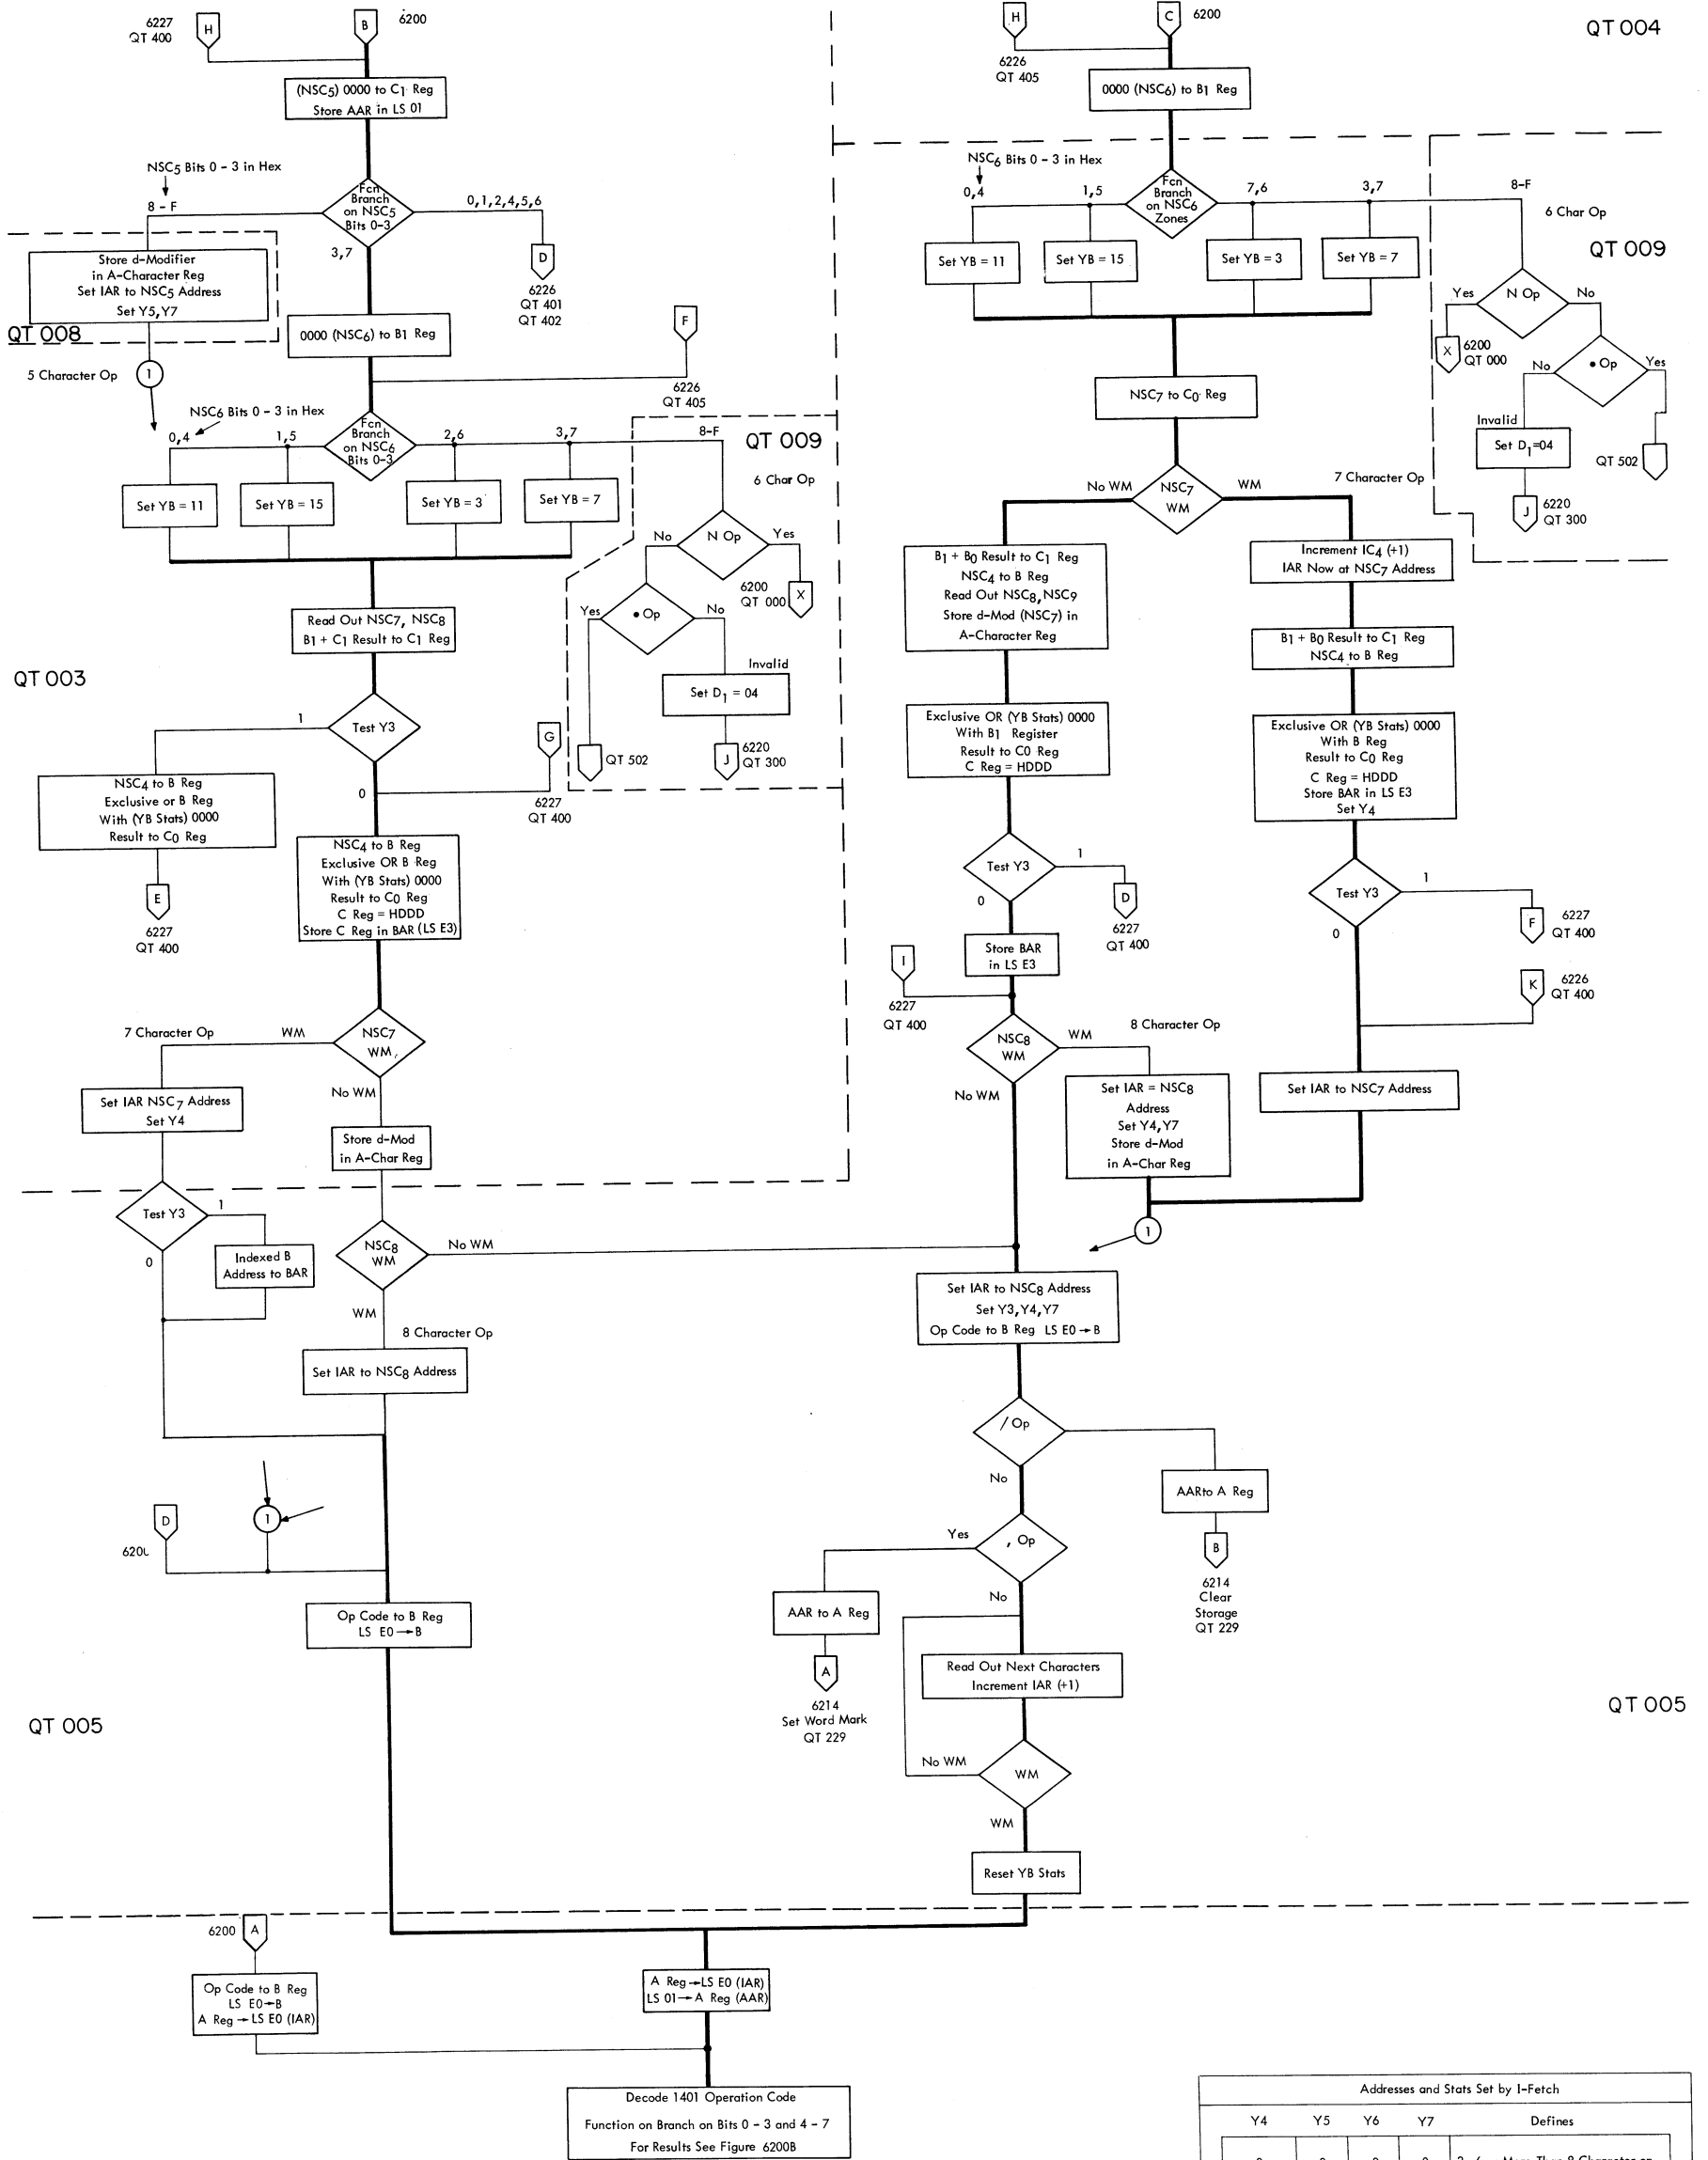 6227
QT 400
H
B
6200
(NSC5) 0000 to C1 Reg
Store AAR in LS 01
NSC5 Bits 0 - 3 in Hex
8 - F
Fcn
Branch
on NSC5
Bits 0-3
0,1,2,4,5,6
3,7
D
6226
QT 401
QT 402
Store d-Modifier
in A-Character Reg
Set IAR to NSC5 Address
Set Y5,Y7
QT 008
5 Character Op
1
0000 (NSC6) to B1 Reg
F
6226
QT 405
NSC6 Bits 0 - 3 in Hex
0,4
1,5
Fcn
Branch
on NSC6
Bits 0-3
2,6
3,7
8-F
QT 009
6 Char Op
Set YB = 11
Set YB = 15
Set YB = 3
Set YB = 7
N Op
No
Yes
6200
QT 000
X
• Op
Yes
No
Invalid
Set D1 = 04
QT 502
J
6220
QT 300
Read Out NSC7, NSC8
B1 + C1 Result to C1 Reg
QT 003
Test Y3
1
0
G
6227
QT 400
NSC4 to B Reg
Exclusive or B Reg
With (YB Stats) 0000
Result to C0 Reg
E
6227
QT 400
NSC4 to B Reg
Exclusive OR B Reg
With (YB Stats) 0000
Result to C0 Reg
C Reg = HDDD
Store C Reg in BAR (LS E3)
7 Character Op
WM
NSC7
WM,
No WM
Set IAR NSC7 Address
Set Y4
Store d-Mod
in A-Char Reg
Test Y3
1
0
Indexed B
Address to BAR
NSC8
WM
No WM
WM
8 Character Op
Set IAR to NSC8 Address
D
1
Op Code to B Reg
LS E0→B
QT 005
H
6226
QT 405
C
6200
QT 004
0000 (NSC6) to B1 Reg
NSC6 Bits 0 - 3 in Hex
0,4
1,5
Fcn
Branch
on NSC6
Zones
7,6
3,7
8-F
6 Char Op
QT 009
Set YB = 11
Set YB = 15
Set YB = 3
Set YB = 7
Yes
N Op
No
X
6200
QT 000
No
• Op
Yes
Invalid
Set D1=04
QT 502
J
6220
QT 300
NSC7 to C0 Reg
No WM
NSC7
WM
WM
7 Character Op
B1 + B0 Result to C1 Reg
NSC4 to B Reg
Read Out NSC8,NSC9
Store d-Mod (NSC7) in
A-Character Reg
Increment IC4 (+1)
IAR Now at NSC7 Address
B1 + B0 Result to C1 Reg
NSC4 to B Reg
Exclusive OR (YB Stats) 0000
With B1 Register
Result to C0 Reg
C Reg = HDDD
Exclusive OR (YB Stats) 0000
With B Reg
Result to C0 Reg
C Reg = HDDD
Store BAR in LS E3
Set Y4
Test Y3
1
0
D
6227
QT 400
Test Y3
1
0
F
6227
QT 400
Store BAR
in LS E3
I
6227
QT 400
K
6226
QT 400
NSC8
WM
WM
8 Character Op
No WM
Set IAR = NSC8
Address
Set Y4,Y7
Store d-Mod
in A-Char Reg
Set IAR to NSC7 Address
1
Set IAR to NSC8 Address
Set Y3,Y4,Y7
Op Code to B Reg LS E0→B
/ Op
No
AARto A Reg
B
6214
Clear
Storage
QT 229
Yes
, Op
No
AAR to A Reg
A
6214
Set Word Mark
QT 229
Read Out Next Characters
Increment IAR (+1)
No WM
WM
WM
Reset YB Stats
QT 005
6200
A
Op Code to B Reg
LS E0→B
A Reg→LS E0 (IAR)
A Reg→LS E0 (IAR)
LS 01→A Reg (AAR)
Decode 1401 Operation Code
Function on Branch on Bits 0 - 3 and 4 - 7
For Results See Figure 6200B
Addresses and Stats Set by I-Fetch
Y4 Y5 Y6 Y7 Defines